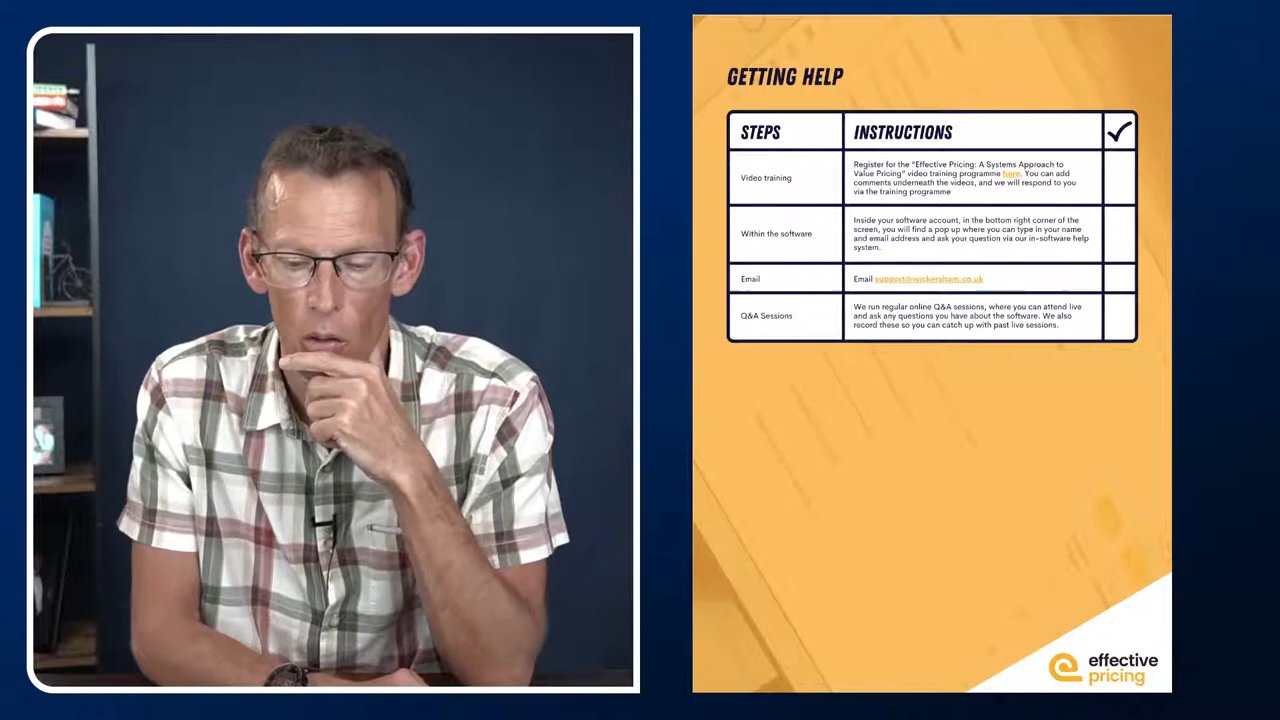 GETTING HELP
STEPS
INSTRUCTIONS
Video training
Register for the "Effective Pricing: A Systems Approach to
Value Pricing" video training programme here. You can add
comments underneath the videos, and we will respond to you
via the training programme
Within the software
Inside your software account, in the bottom right corner of the
screen, you will find a pop up where you can type in your name
and email address and ask your question via our in-software help
system.
Email
Email support@wickersham.co.uk
Q&A Sessions
We run regular online Q&A sessions, where you can attend live
and ask any questions you have about the software. We also
record these so you can catch up with past live sessions.
effective
pricing